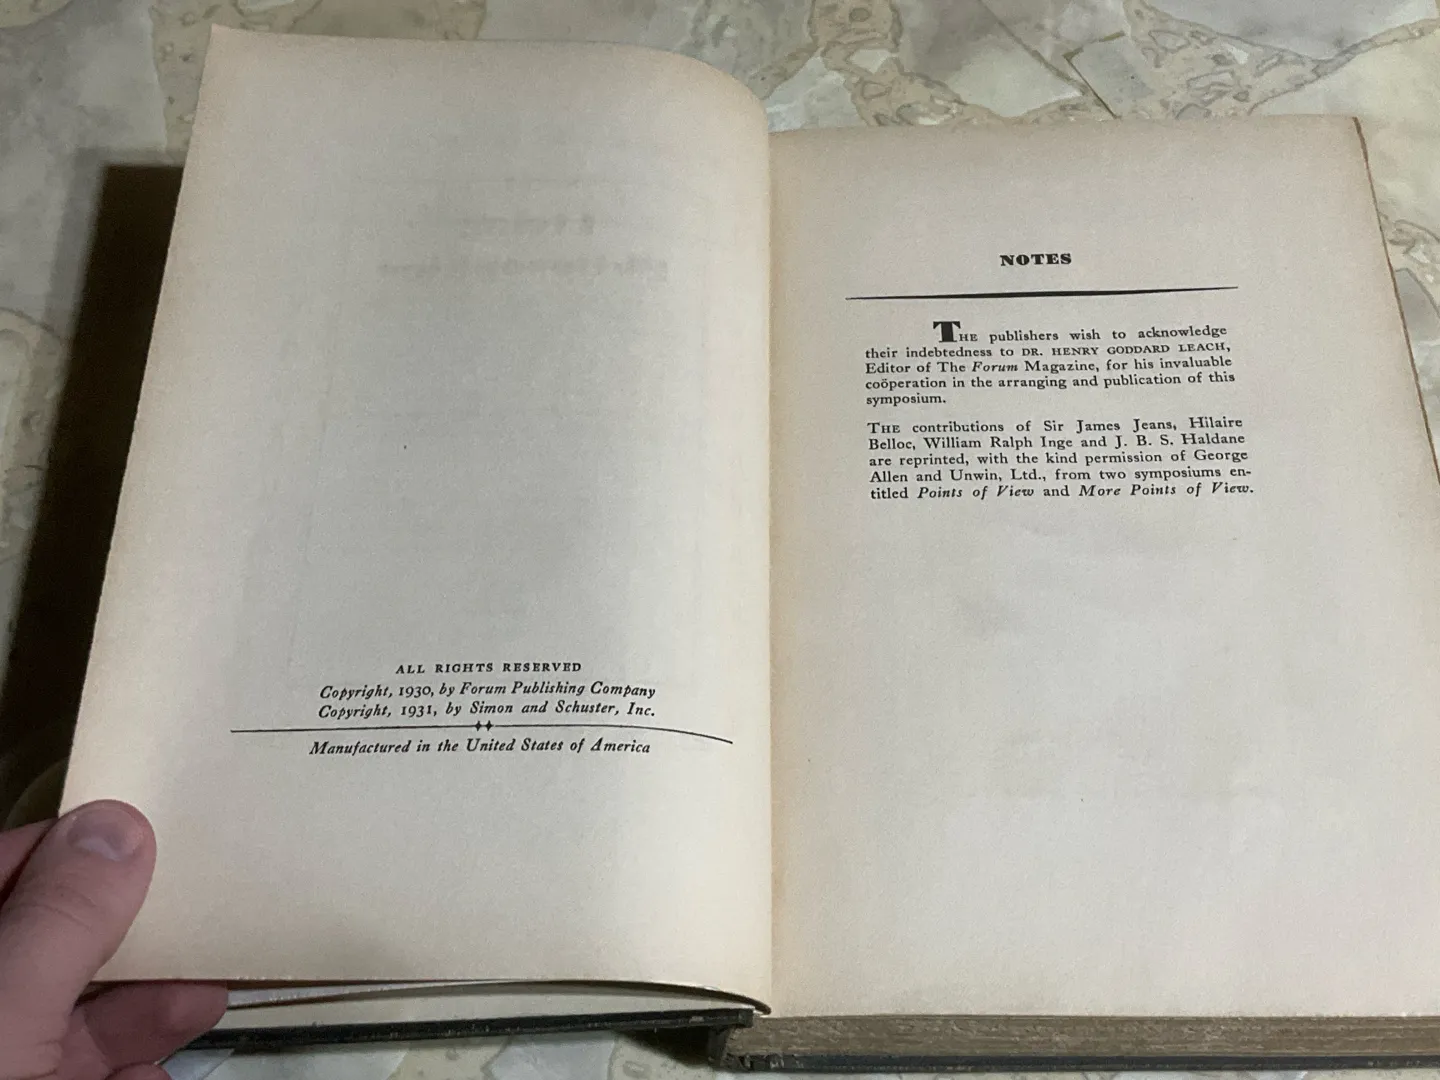 ALL RIGHTS RESERVED
Copyright, 1930, by Forum Publishing Company
Copyright, 1931, by Simon and Schuster, Inc.
Manufactured in the United States of America
NOTES
THE publishers wish to acknowledge
their indebtedness to DR. HENRY GODDARD LEACH,
Editor of The Forum Magazine, for his invaluable
coöperation in the arranging and publication of this
symposium.
THE contributions of Sir James Jeans, Hilaire
Belloc, William Ralph Inge and J. B. S. Haldane
are reprinted, with the kind permission of George
Allen and Unwin, Ltd., from two symposiums en-
titled Points of View and More Points of View.